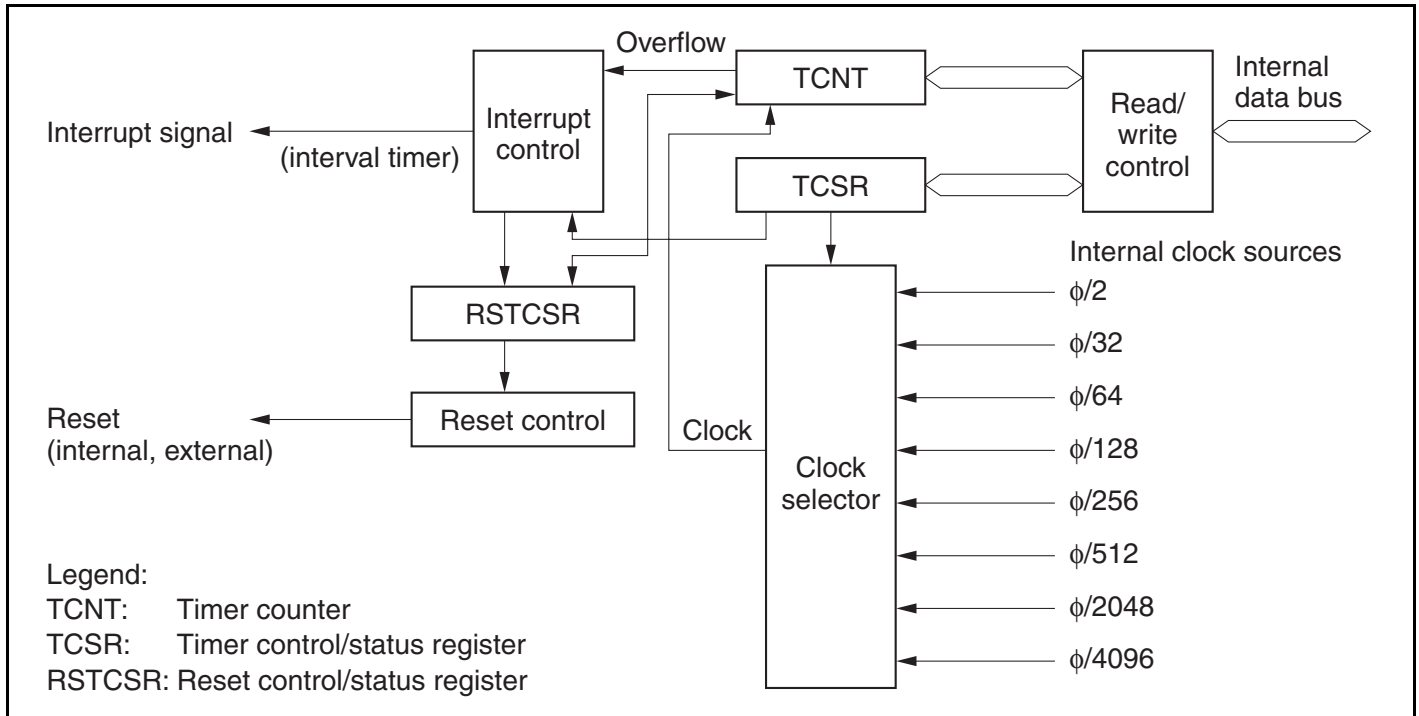 Overflow
TCNT
Interrupt
control
Read/
write
control
Internal
data bus
Interrupt signal
(interval timer)
TCSR
Internal clock sources
RSTCSR
ϕ/2
ϕ/32
ϕ/64
ϕ/128
ϕ/256
ϕ/512
ϕ/2048
ϕ/4096
Reset control
Reset
(internal, external)
Clock
Clock
selector
Legend:
TCNT: Timer counter
TCSR: Timer control/status register
RSTCSR: Reset control/status register